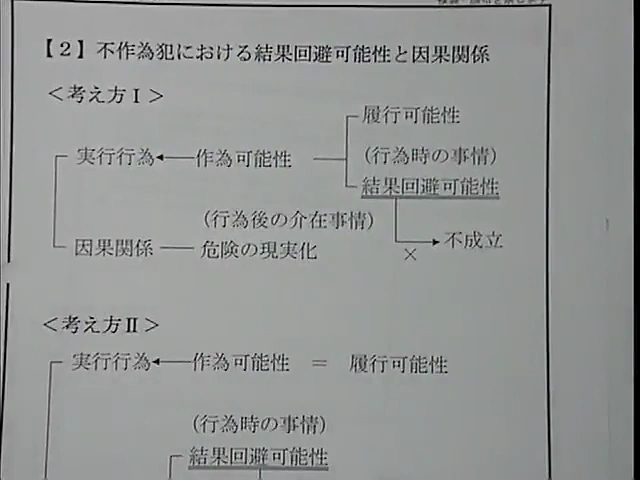 【2】不作為犯における結果回避可能性と因果関係
＜考え方Ⅰ＞
履行可能性
実行行為 作為可能性 (行為時の事情)
結果回避可能性
(行為後の介在事情)
因果関係 危険の現実化 × 不成立
＜考え方Ⅱ＞
実行行為 作為可能性 ＝ 履行可能性
(行為時の事情)
結果回避可能性